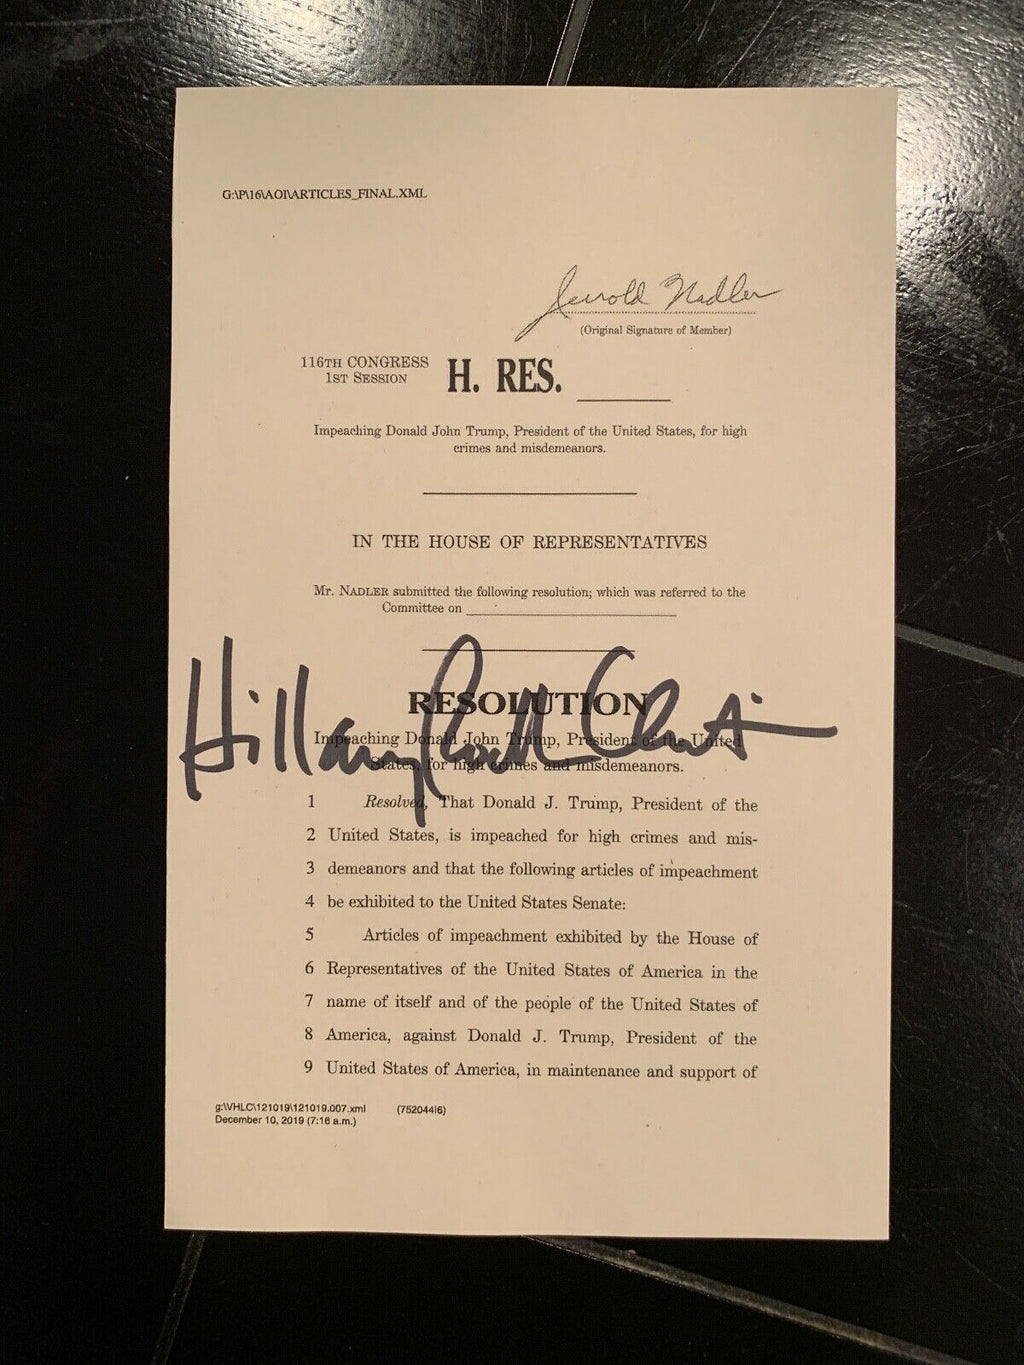 G:\P\16\AOI\ARTICLES_FINAL.XML
Jerrold Nadler
(Original Signature of Member)
116TH CONGRESS
1ST SESSION
H. RES. ______
Impeaching Donald John Trump, President of the United States, for high
crimes and misdemeanors.
IN THE HOUSE OF REPRESENTATIVES
Mr. NADLER submitted the following resolution; which was referred to the
Committee on ______________
RESOLUTION
Hillary Rodham Clinton
Impeaching Donald John Trump, President of the United
States, for high crimes and misdemeanors.
1 Resolved, That Donald J. Trump, President of the
2 United States, is impeached for high crimes and mis-
3 demeanors and that the following articles of impeachment
4 be exhibited to the United States Senate:
5 Articles of impeachment exhibited by the House of
6 Representatives of the United States of America in the
7 name of itself and of the people of the United States of
8 America, against Donald J. Trump, President of the
9 United States of America, in maintenance and support of
g:\VHLC\121019\121019.007.xml (752044|6)
December 10, 2019 (7:16 a.m.)